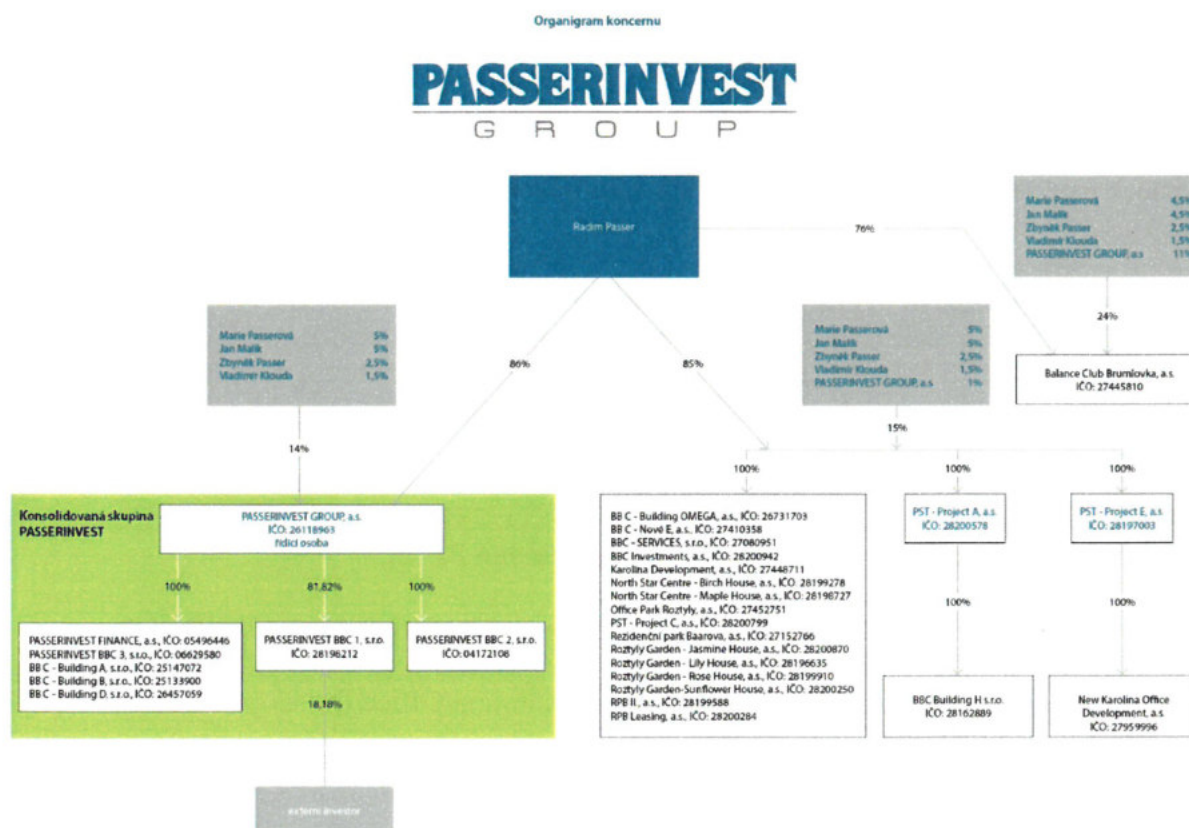 Organigram koncernu
PASSERINVEST
GROUP
Radim Passer
76%
Marie Passerová 4,5%
Jan Malík 4,5%
Zbyněk Passer 2,5%
Vladimír Klouda 1,5%
PASSERINVEST GROUP, a.s 11%
24%
Balance Club Brumlovka, a.s.
IČO: 27445810
Marie Passerová 5%
Jan Malík 5%
Zbyněk Passer 2,5%
Vladimír Klouda 1,5%
14%
86%
85%
Marie Passerová 5%
Jan Malík 5%
Zbyněk Passer 2,5%
Vladimír Klouda 1,5%
PASSERINVEST GROUP, a.s 1%
15%
Konsolidovaná skupina
PASSERINVEST
PASSERINVEST GROUP, a.s.
IČO: 26118963
řídící osoba
100%
81,82%
100%
PASSERINVEST FINANCE, a.s., IČO: 05496446
PASSERINVEST BBC 3, s.r.o., IČO: 06629580
BB C - Building A, s.r.o., IČO: 25147072
BB C - Building B, s.r.o., IČO: 25133900
BB C - Building D, s.r.o., IČO: 26457059
PASSERINVEST BBC 1, s.r.o.
IČO: 28196212
PASSERINVEST BBC 2, s.r.o.
IČO: 04172108
18,18%
externí investor
100%
BB C - Building OMEGA, a.s., IČO: 26731703
BB C - Nové E, a.s., IČO: 27410358
BBC - SERVICES, s.r.o., IČO: 27080951
BBC Investments, a.s., IČO: 28200942
Karolina Development, a.s., IČO: 27448711
North Star Centre - Birch House, a.s., IČO: 28199278
North Star Centre - Maple House, a.s., IČO: 28198727
Office Park Roztyly, a.s., IČO: 27452751
PST - Project C, a.s., IČO: 28200799
Rezidenční park Baarova, a.s., IČO: 27152766
Roztyly Garden - Jasmine House, a.s., IČO: 28200870
Roztyly Garden - Lily House, a.s., IČO: 28196635
Roztyly Garden - Rose House, a.s., IČO: 28199910
Roztyly Garden-Sunflower House, a.s., IČO: 28200250
RPB II., a.s., IČO: 28199588
RPB Leasing, a.s., IČO: 28200284
100%
PST - Project A, a.s.
IČO: 28200578
100%
BBC Building H s.r.o.
IČO: 28162889
100%
PST - Project E, a.s.
IČO: 28197003
100%
New Karolina Office
Development, a.s.
IČO: 27959996